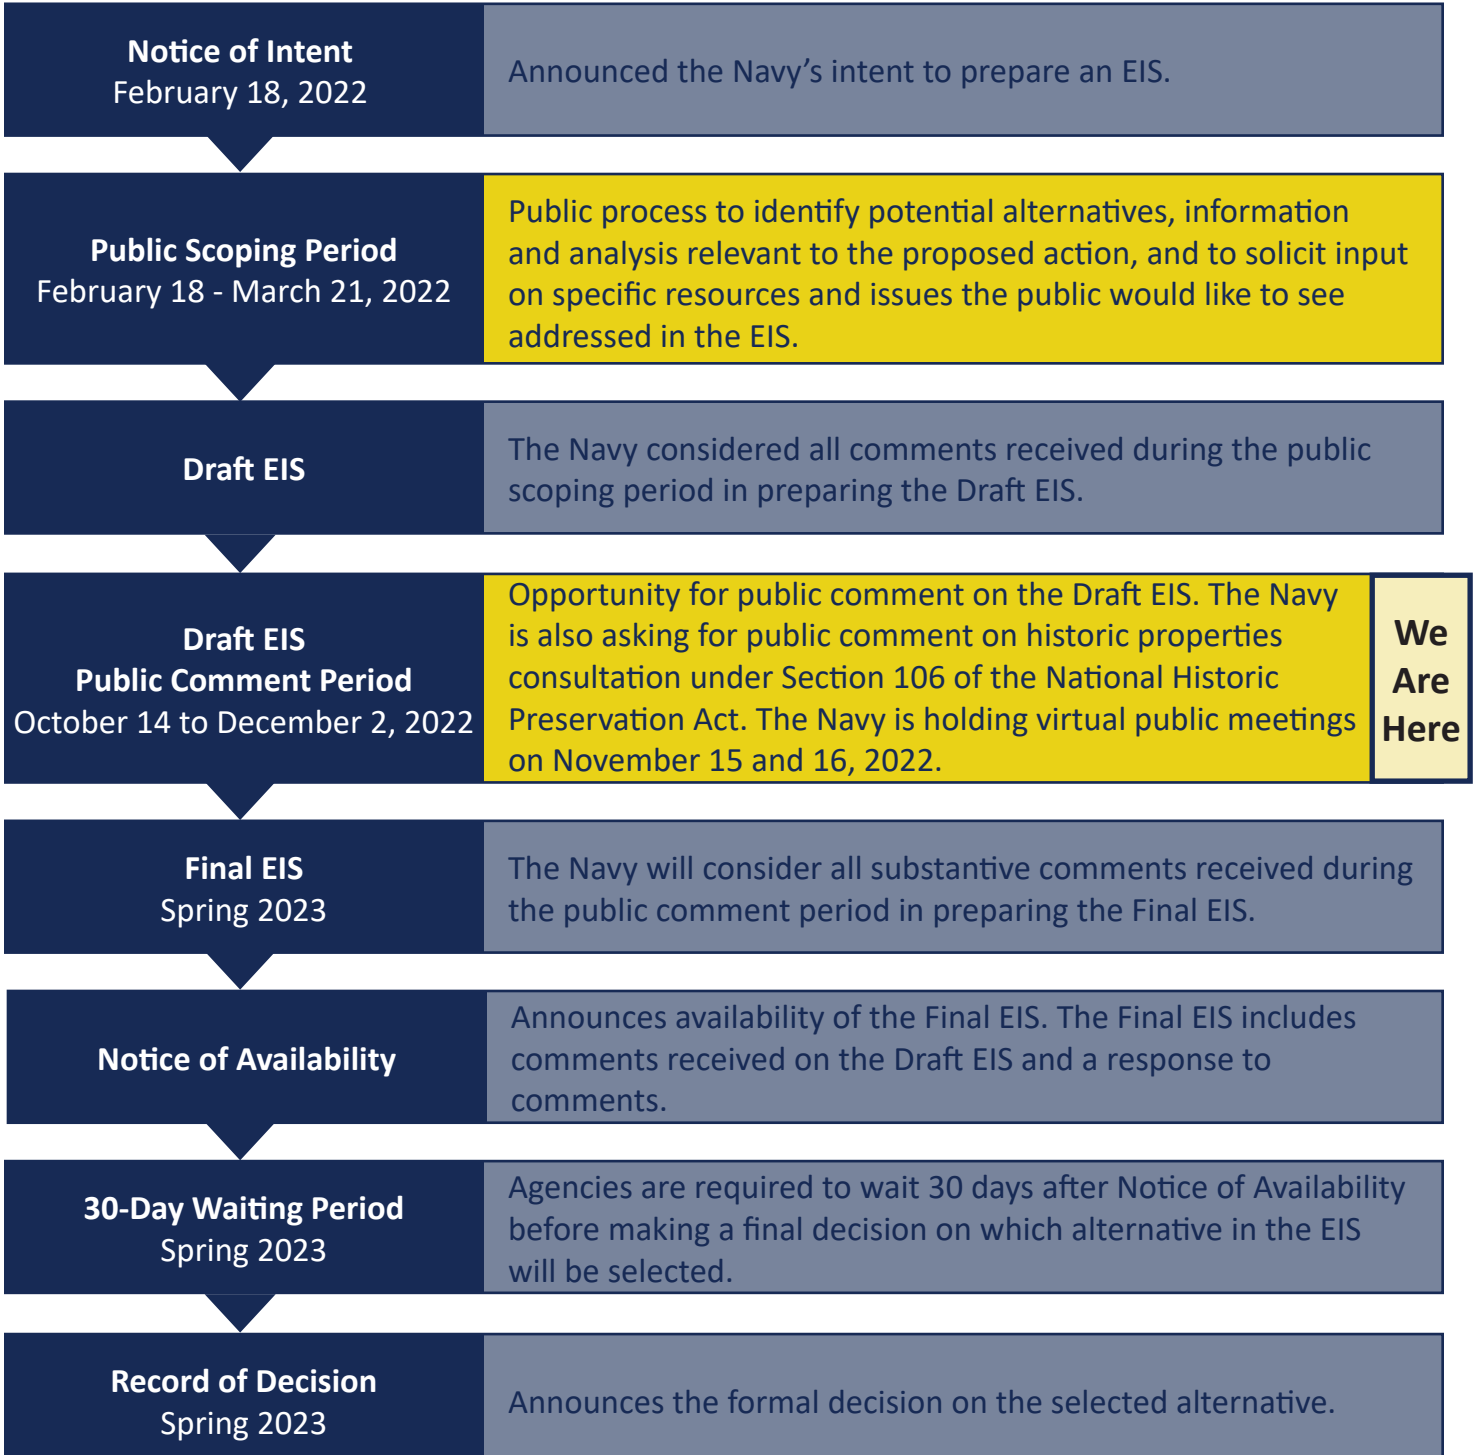 Notice of Intent
February 18, 2022
Announced the Navy’s intent to prepare an EIS.
Public Scoping Period
February 18 - March 21, 2022
Public process to identify potential alternatives, information
and analysis relevant to the proposed action, and to solicit input
on specific resources and issues the public would like to see
addressed in the EIS.
Draft EIS
The Navy considered all comments received during the public
scoping period in preparing the Draft EIS.
Draft EIS
Public Comment Period
October 14 to December 2, 2022
Opportunity for public comment on the Draft EIS. The Navy
is also asking for public comment on historic properties
consultation under Section 106 of the National Historic
Preservation Act. The Navy is holding virtual public meetings
on November 15 and 16, 2022.
We
Are
Here
Final EIS
Spring 2023
The Navy will consider all substantive comments received during
the public comment period in preparing the Final EIS.
Notice of Availability
Announces availability of the Final EIS. The Final EIS includes
comments received on the Draft EIS and a response to
comments.
30-Day Waiting Period
Spring 2023
Agencies are required to wait 30 days after Notice of Availability
before making a final decision on which alternative in the EIS
will be selected.
Record of Decision
Spring 2023
Announces the formal decision on the selected alternative.